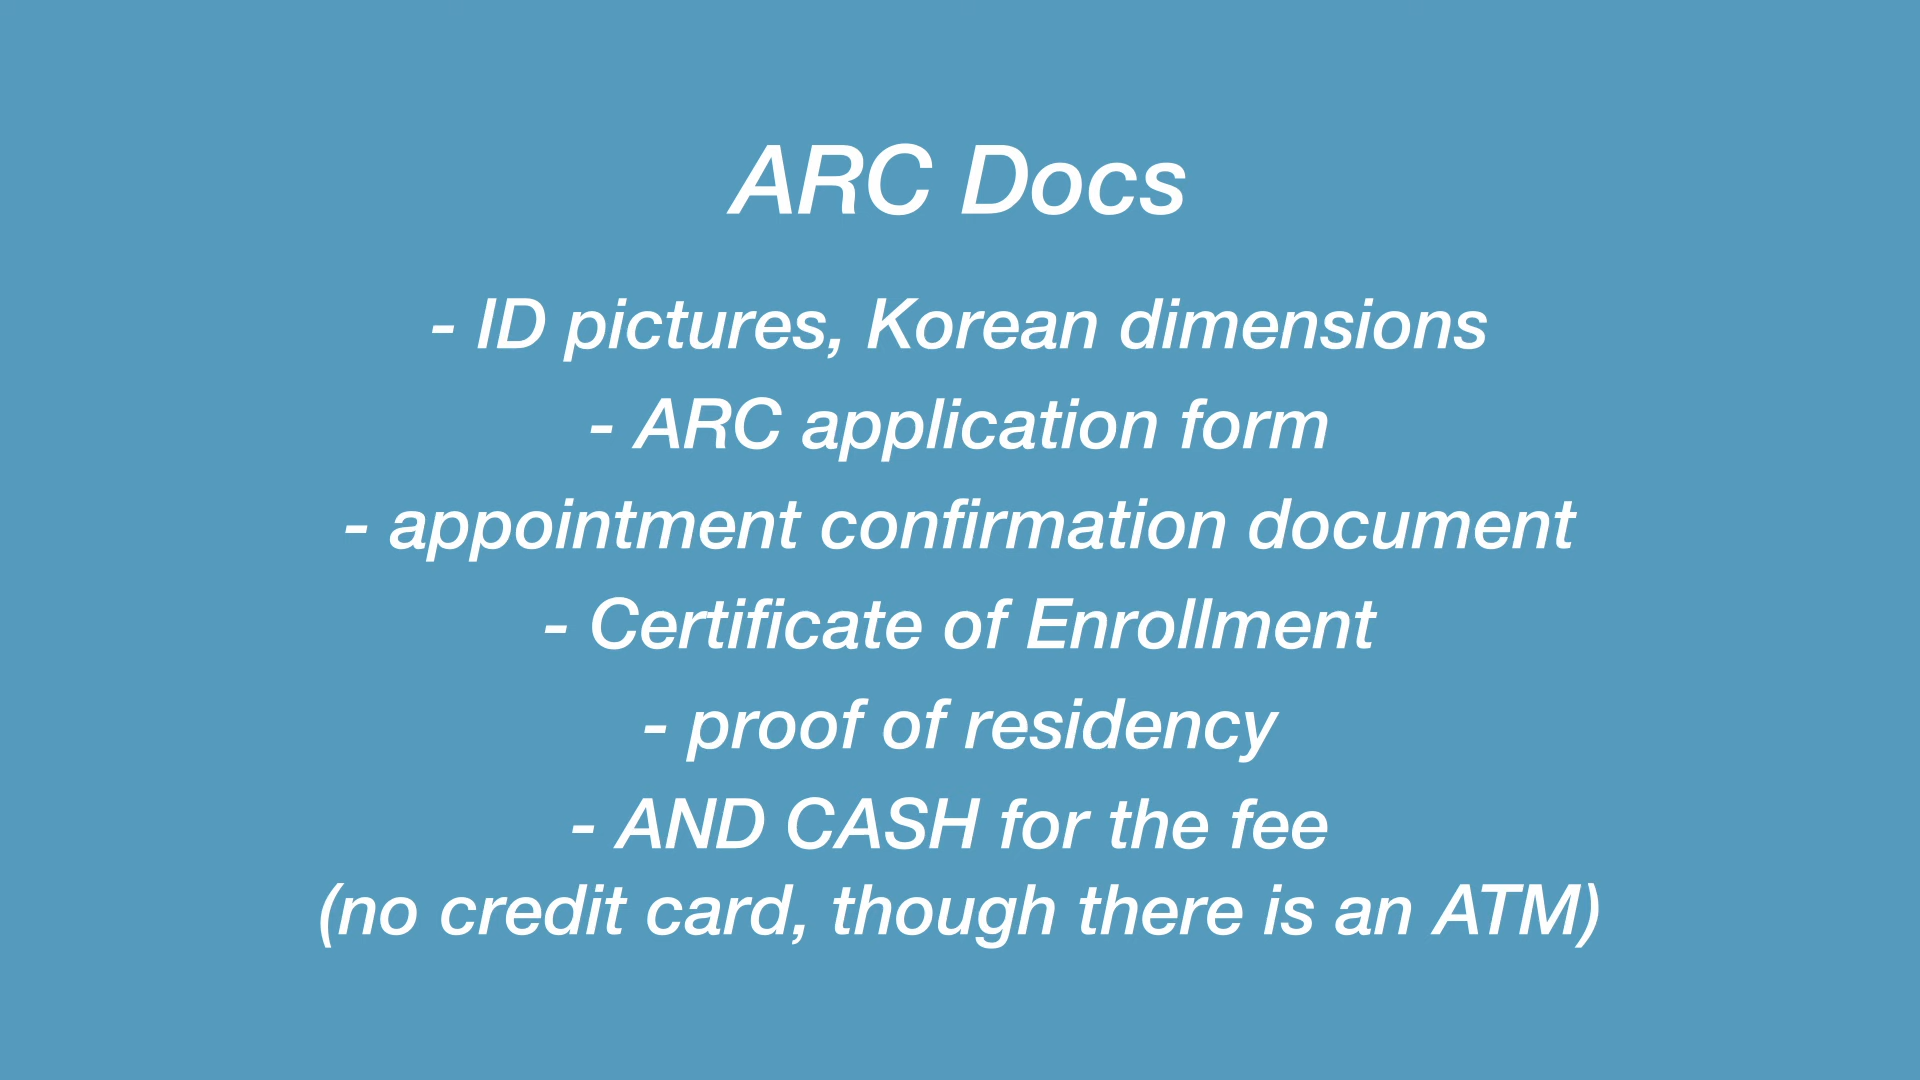 ARC Docs
- ID pictures, Korean dimensions
- ARC application form
- appointment confirmation document
- Certificate of Enrollment
- proof of residency
- AND CASH for the fee
(no credit card, though there is an ATM)